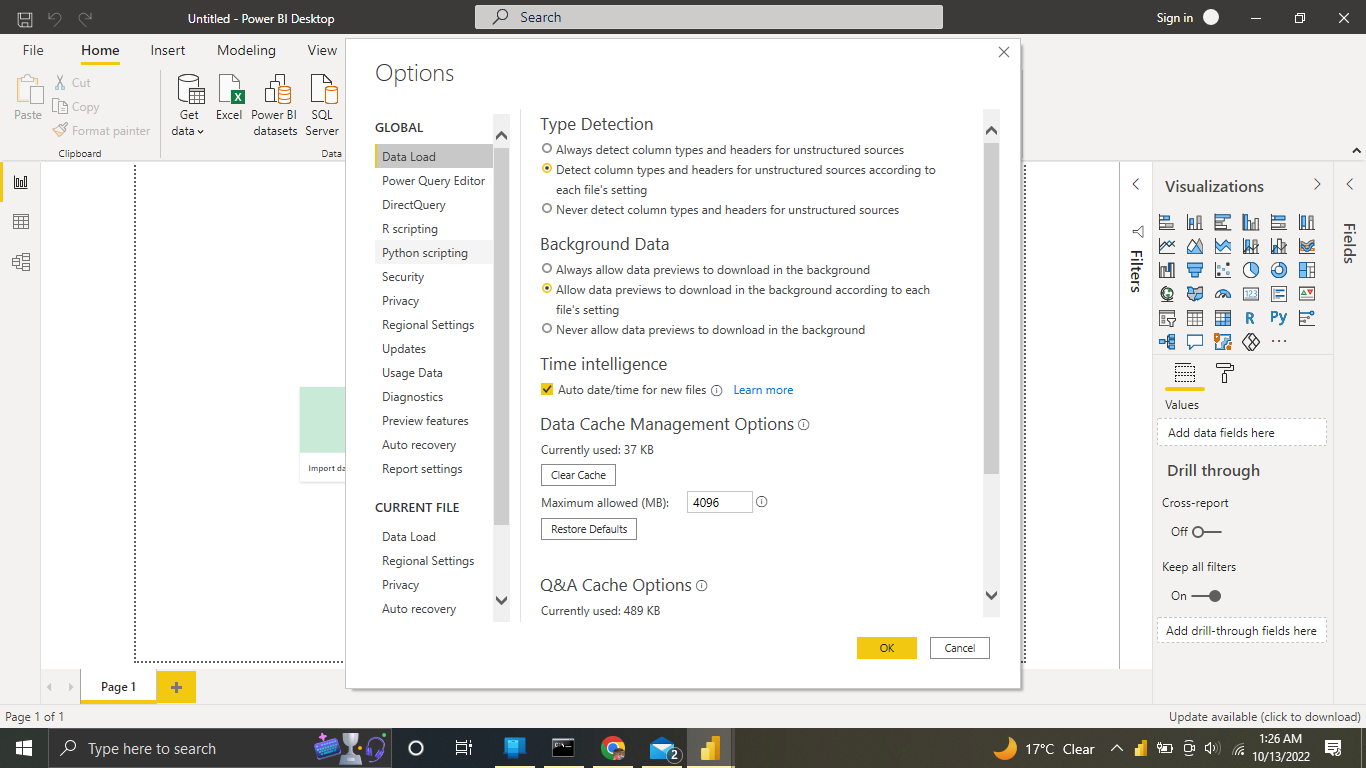 Untitled - Power BI Desktop
Search
Sign in
File
Home
Insert
Modeling
View
Paste
Cut
Copy
Format painter
Clipboard
Get
data
Excel
Power BI
datasets
SQL
Server
Data
Options
GLOBAL
Data Load
Power Query Editor
DirectQuery
R scripting
Python scripting
Security
Privacy
Regional Settings
Updates
Usage Data
Diagnostics
Preview features
Auto recovery
Report settings
CURRENT FILE
Data Load
Regional Settings
Privacy
Auto recovery
Type Detection
Always detect column types and headers for unstructured sources
Detect column types and headers for unstructured sources according to
each file's setting
Never detect column types and headers for unstructured sources
Background Data
Always allow data previews to download in the background
Allow data previews to download in the background according to each
file's setting
Never allow data previews to download in the background
Time intelligence
Auto date/time for new files
Learn more
Data Cache Management Options
Currently used: 37 KB
Clear Cache
Maximum allowed (MB): 4096
Restore Defaults
Q&A Cache Options
Currently used: 489 KB
OK
Cancel
Import da
Filters
Visualizations
123
R
Py
Values
Add data fields here
Drill through
Cross-report
Off
Keep all filters
On
Add drill-through fields here
Fields
Page 1
Page 1 of 1
Update available (click to download)
Type here to search
2
17°C Clear
1:26 AM
10/13/2022